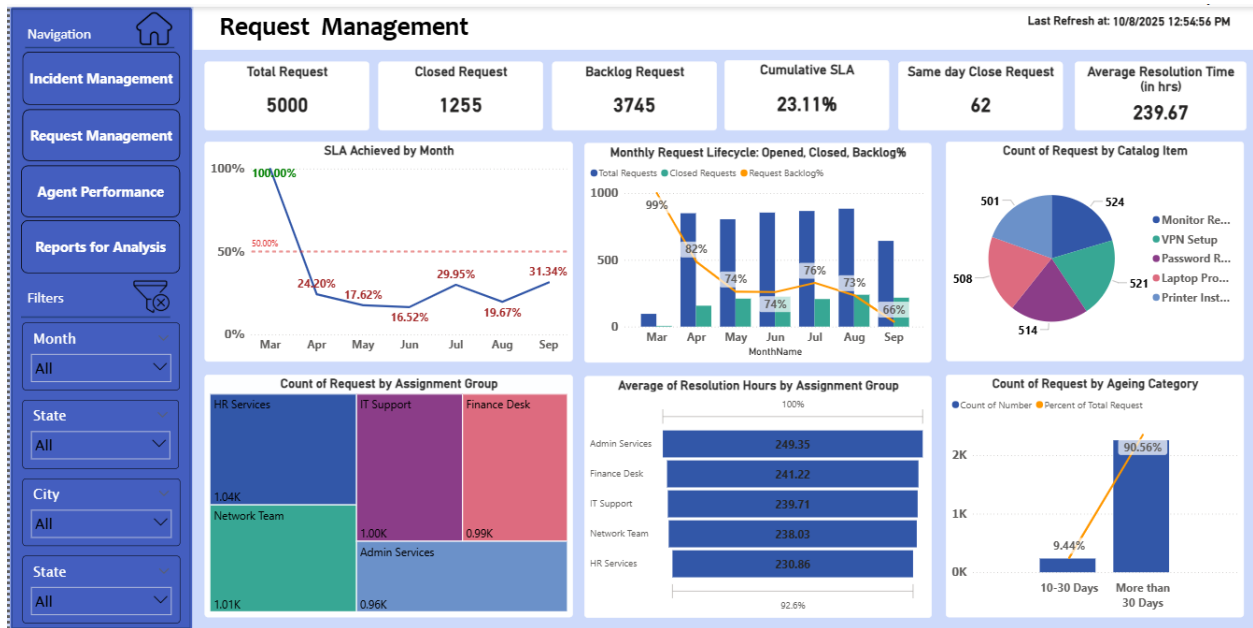 Navigation
Incident Management
Request Management
Agent Performance
Reports for Analysis
Filters
Month
All
State
All
City
All
State
All
Request Management
Last Refresh at: 10/8/2025 12:54:56 PM
Total Request
5000
Closed Request
1255
Backlog Request
3745
Cumulative SLA
23.11%
Same day Close Request
62
Average Resolution Time
(in hrs)
239.67
SLA Achieved by Month
100%
50%
0%
100.00%
50.00%
24.20%
17.62%
16.52%
29.95%
19.67%
31.34%
Mar Apr May Jun Jul Aug Sep
Monthly Request Lifecycle: Opened, Closed, Backlog%
Total Requests Closed Requests Request Backlog%
1000
500
0
99%
82%
74%
74%
76%
73%
66%
Mar Apr May Jun Jul Aug Sep
MonthName
Count of Request by Catalog Item
501
524
508
521
514
Monitor Re...
VPN Setup
Password R...
Laptop Pro...
Printer Inst...
Count of Request by Assignment Group
HR Services
1.04K
Network Team
1.01K
IT Support
1.00K
Finance Desk
0.99K
Admin Services
0.96K
Average of Resolution Hours by Assignment Group
100%
Admin Services 249.35
Finance Desk 241.22
IT Support 239.71
Network Team 238.03
HR Services 230.86
92.6%
Count of Request by Ageing Category
Count of Number Percent of Total Request
2K
1K
0K
9.44%
90.56%
10-30 Days
More than
30 Days